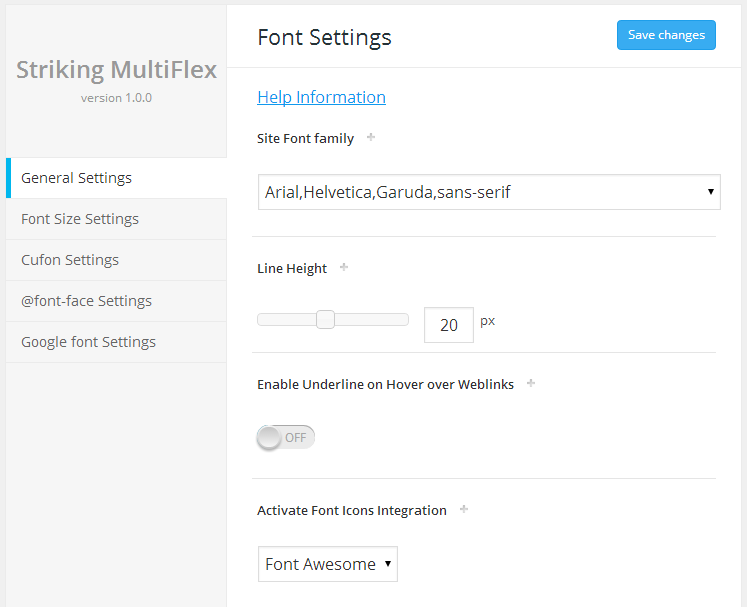 Striking MultiFlex
version 1.0.0
General Settings
Font Size Settings
Cufon Settings
@font-face Settings
Google font Settings
Font Settings
Save changes
Help Information
Site Font family +
Arial,Helvetica,Garuda,sans-serif
Line Height +
20 px
Enable Underline on Hover over Weblinks +
OFF
Activate Font Icons Integration +
Font Awesome